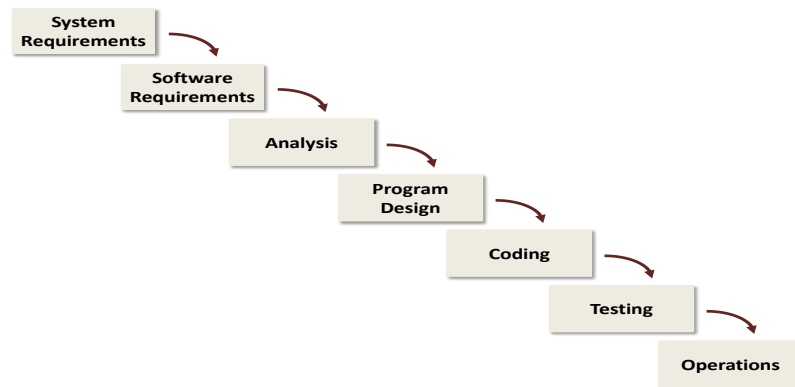 System
Requirements
Software
Requirements
Analysis
Program
Design
Coding
Testing
Operations